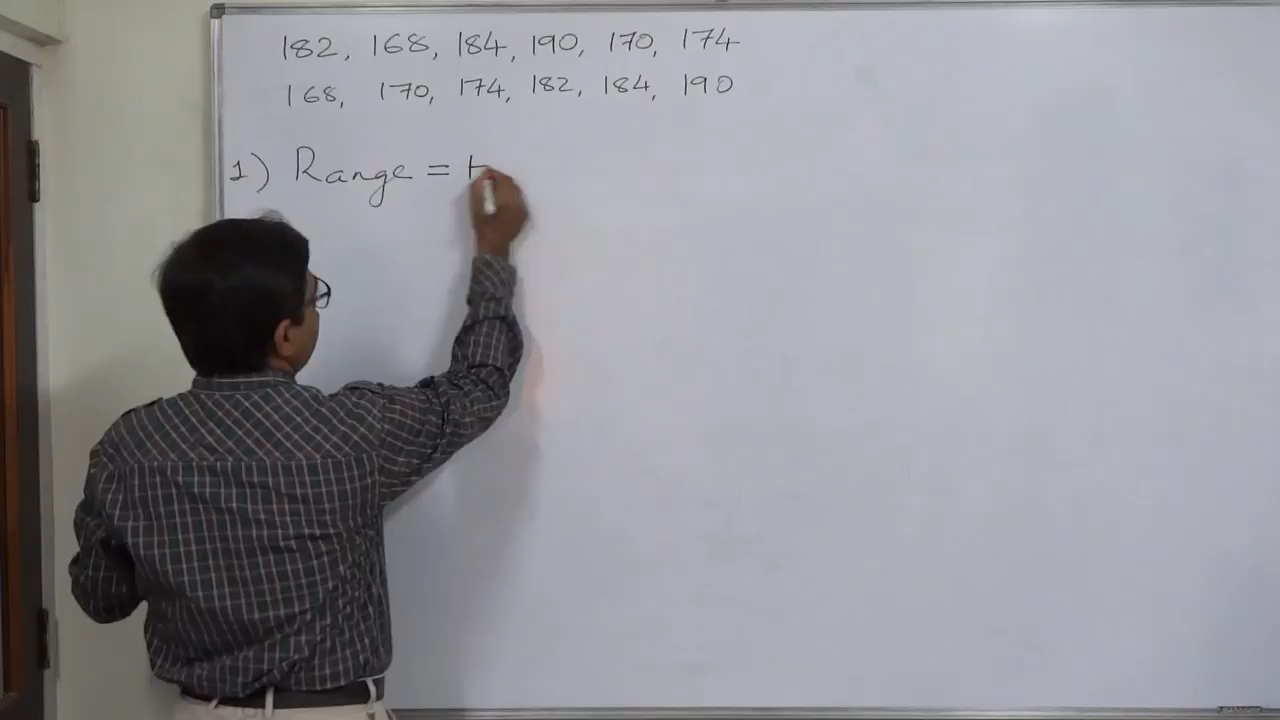 182, 168, 184, 190, 170, 174
168, 170, 174, 182, 184, 190
1) Range =